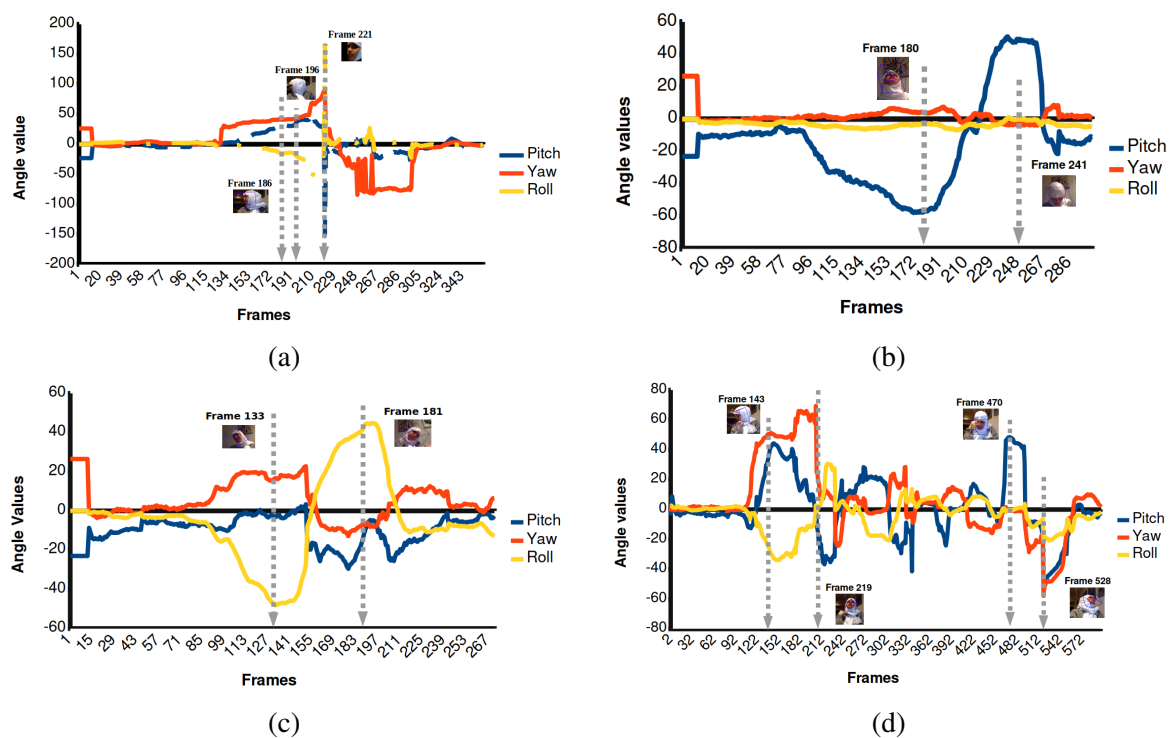 200
150
100
50
0
-50
-100
-150
-200
Angle value
Frame 221
Frame 196
Frame 186
Pitch
Yaw
Roll
1 20 39 58 77 96 115 134 153 172 191 210 229 248 267 286 305 324 343
Frames
(a)
60
40
20
0
-20
-40
-60
-80
Angle values
Frame 180
Frame 241
Pitch
Yaw
Roll
1 20 39 58 77 96 115 134 153 172 191 210 229 248 267 286
Frames
(b)
60
40
20
0
-20
-40
-60
Angle Values
Frame 133
Frame 181
Pitch
Yaw
Roll
1 15 29 43 57 71 85 99 113 127 141 155 169 183 197 211 225 239 253 267
Frames
(c)
80
60
40
20
0
-20
-40
-60
-80
Angle values
Frame 143
Frame 470
Frame 219
Frame 528
Pitch
Yaw
Roll
2 32 62 92 122 152 182 212 242 272 302 332 362 392 422 452 482 512 542 572
Frames
(d)